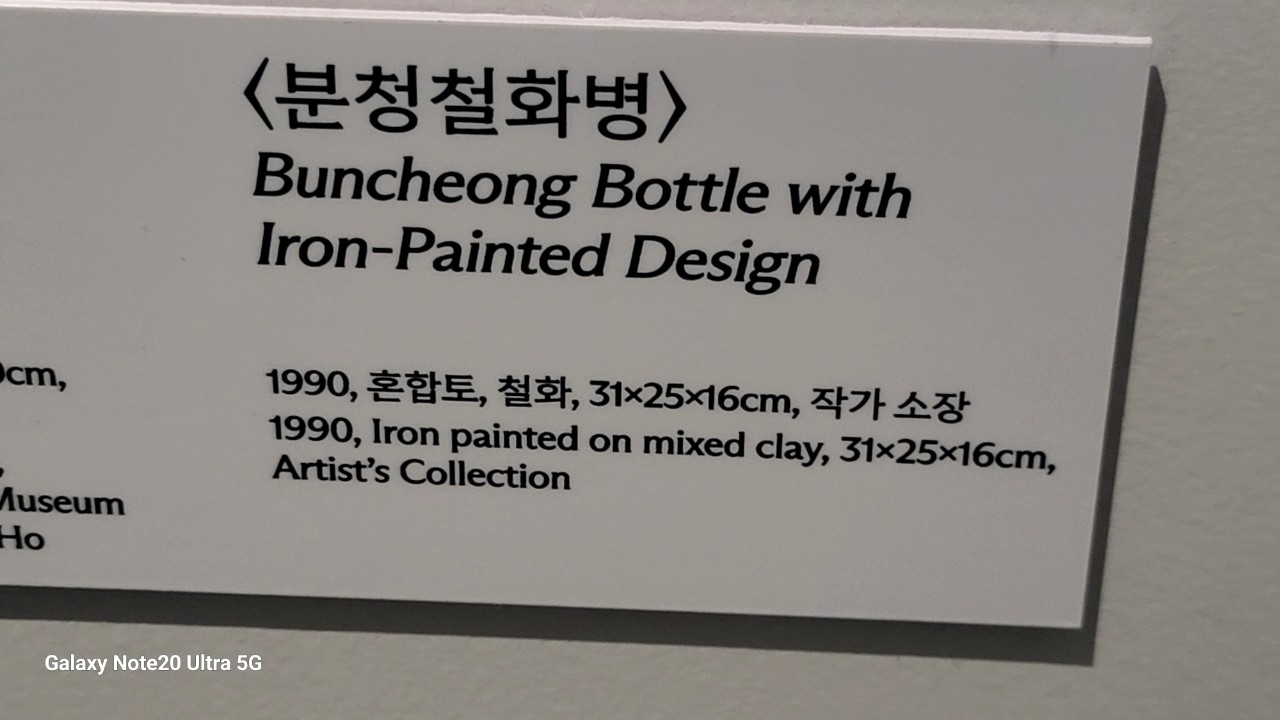 〈분청철화병〉
Buncheong Bottle with
Iron-Painted Design
cm,
1990, 혼합토, 철화, 31×25×16cm, 작가 소장
1990, Iron painted on mixed clay, 31×25×16cm,
Artist's Collection
Museum
Ho
Galaxy Note20 Ultra 5G